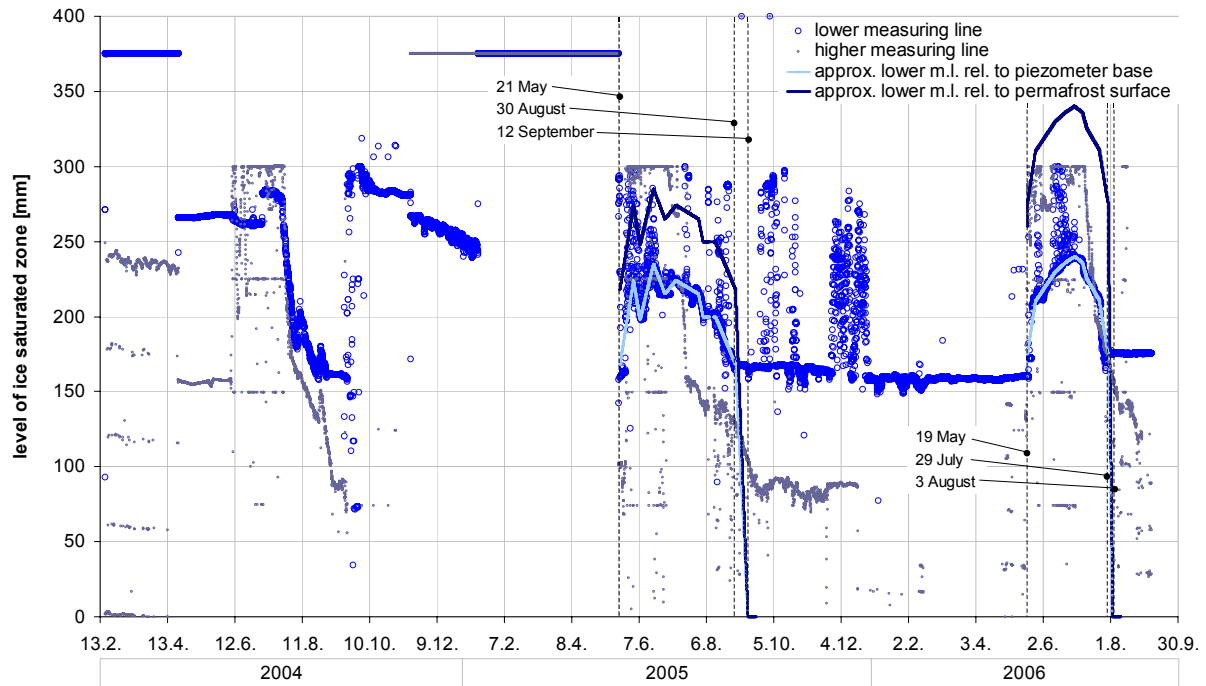 400
350
300
250
200
150
100
50
0
level of ice saturated zone [mm]
lower measuring line
higher measuring line
approx. lower m.l. rel. to piezometer base
approx. lower m.l. rel. to permafrost surface
21 May
30 August
12 September
19 May
29 July
3 August
13.2. 13.4. 12.6. 11.8. 10.10. 9.12. 7.2. 8.4. 7.6. 6.8. 5.10. 4.12. 2.2. 3.4. 2.6. 1.8. 30.9.
2004 2005 2006